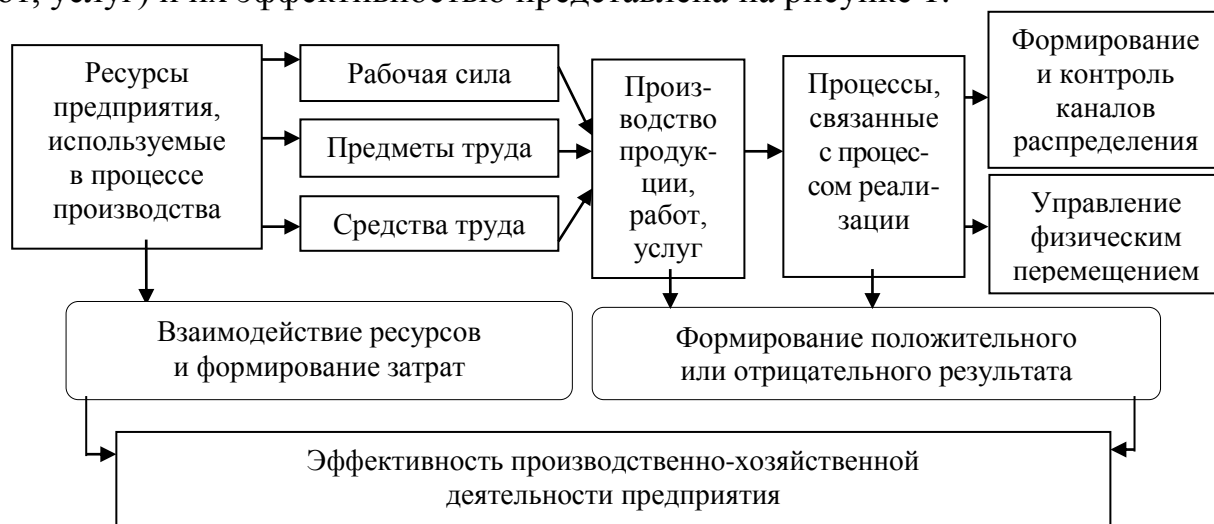 от, услуг) и их эффективностью представлена на рисунке 1.
Ресурсы
предприятия,
используемые
в процессе
производства
Рабочая сила
Предметы труда
Средства труда
Произ-
водство
продук-
ции,
работ,
услуг
Процессы,
связанные
с процес-
сом реали-
зации
Формирование
и контроль
каналов
распределения
Управление
физическим
перемещением
Взаимодействие ресурсов
и формирование затрат
Формирование положительного
или отрицательного результата
Эффективность производственно-хозяйственной
деятельности предприятия